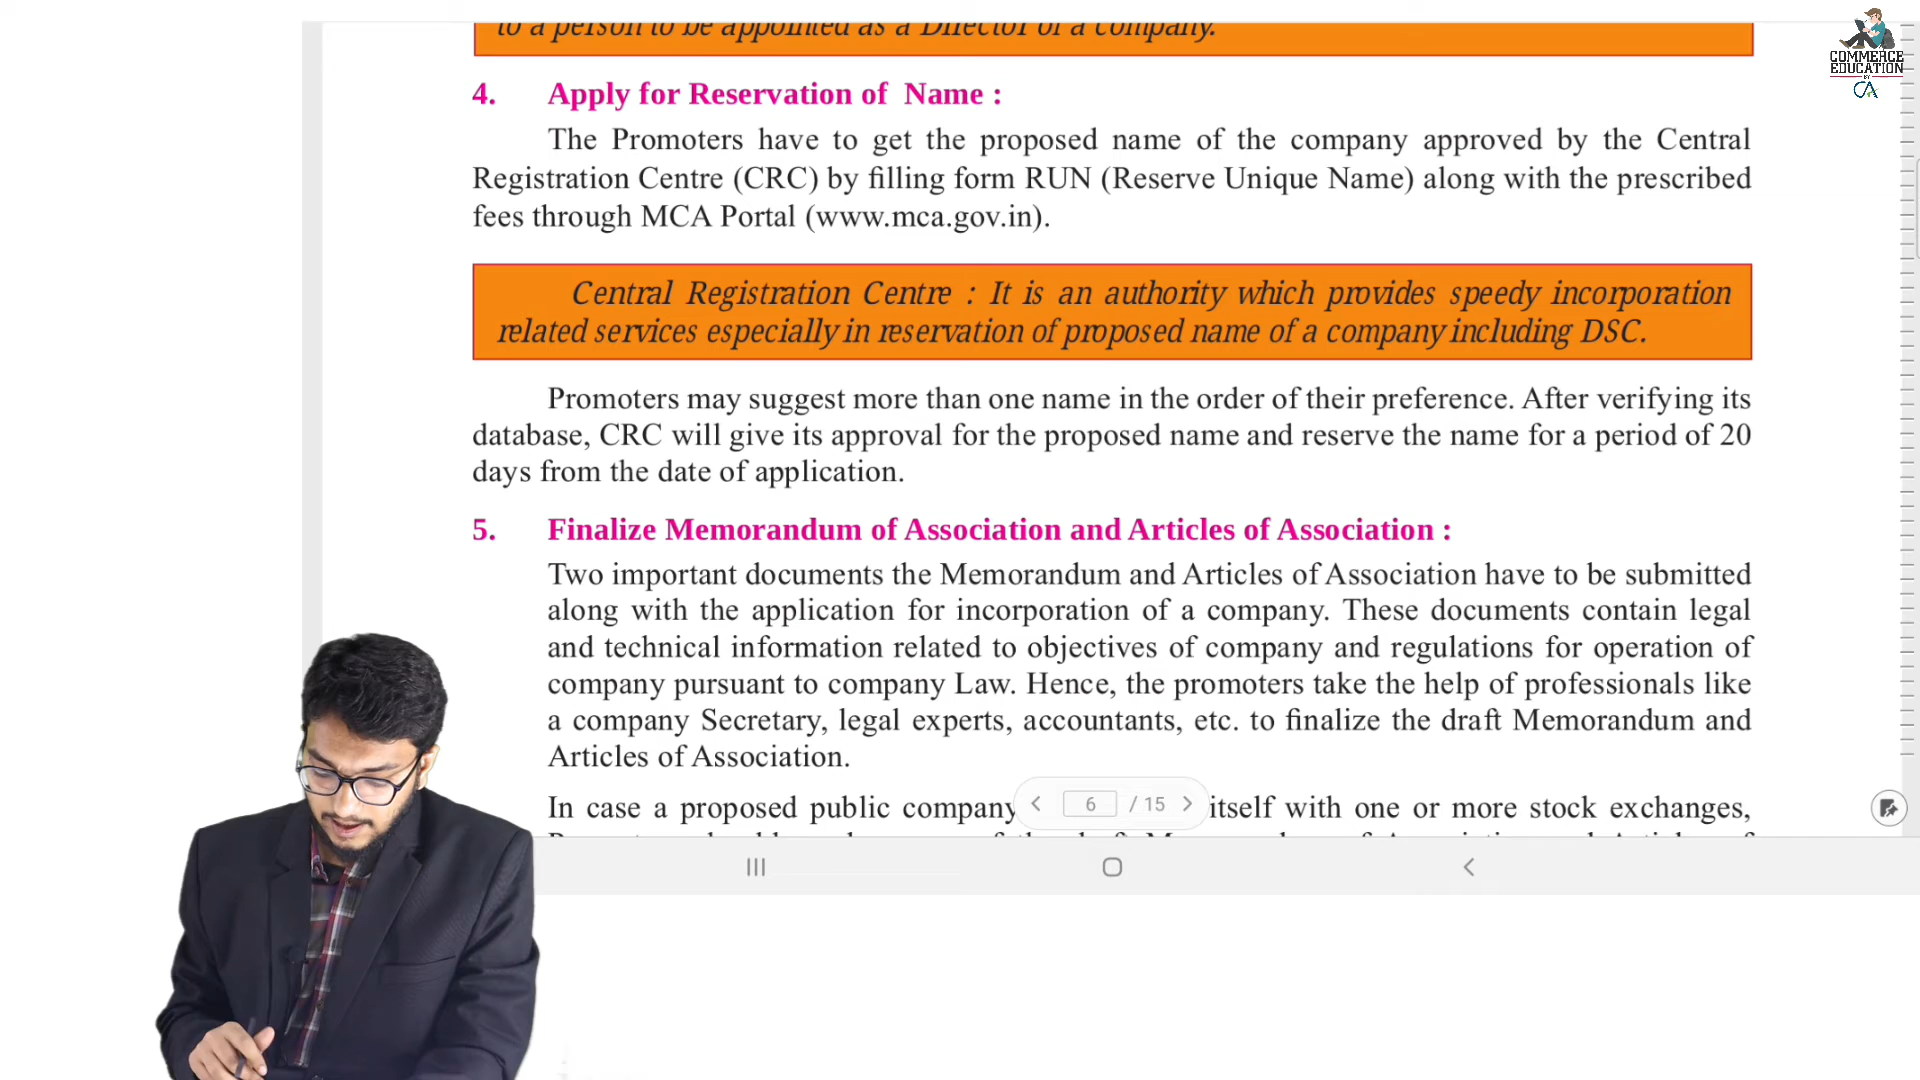 to a person to be appointed as a Director of a company.
COMMERCE
EDUCATION
BY
CA
4. Apply for Reservation of Name :
The Promoters have to get the proposed name of the company approved by the Central
Registration Centre (CRC) by filling form RUN (Reserve Unique Name) along with the prescribed
fees through MCA Portal (www.mca.gov.in).
Central Registration Centre : It is an authority which provides speedy incorporation
related services especially in reservation of proposed name of a company including DSC.
Promoters may suggest more than one name in the order of their preference. After verifying its
database, CRC will give its approval for the proposed name and reserve the name for a period of 20
days from the date of application.
5. Finalize Memorandum of Association and Articles of Association :
Two important documents the Memorandum and Articles of Association have to be submitted
along with the application for incorporation of a company. These documents contain legal
and technical information related to objectives of company and regulations for operation of
company pursuant to company Law. Hence, the promoters take the help of professionals like
a company Secretary, legal experts, accountants, etc. to finalize the draft Memorandum and
Articles of Association.
In case a proposed public company itself with one or more stock exchanges,
6 / 15